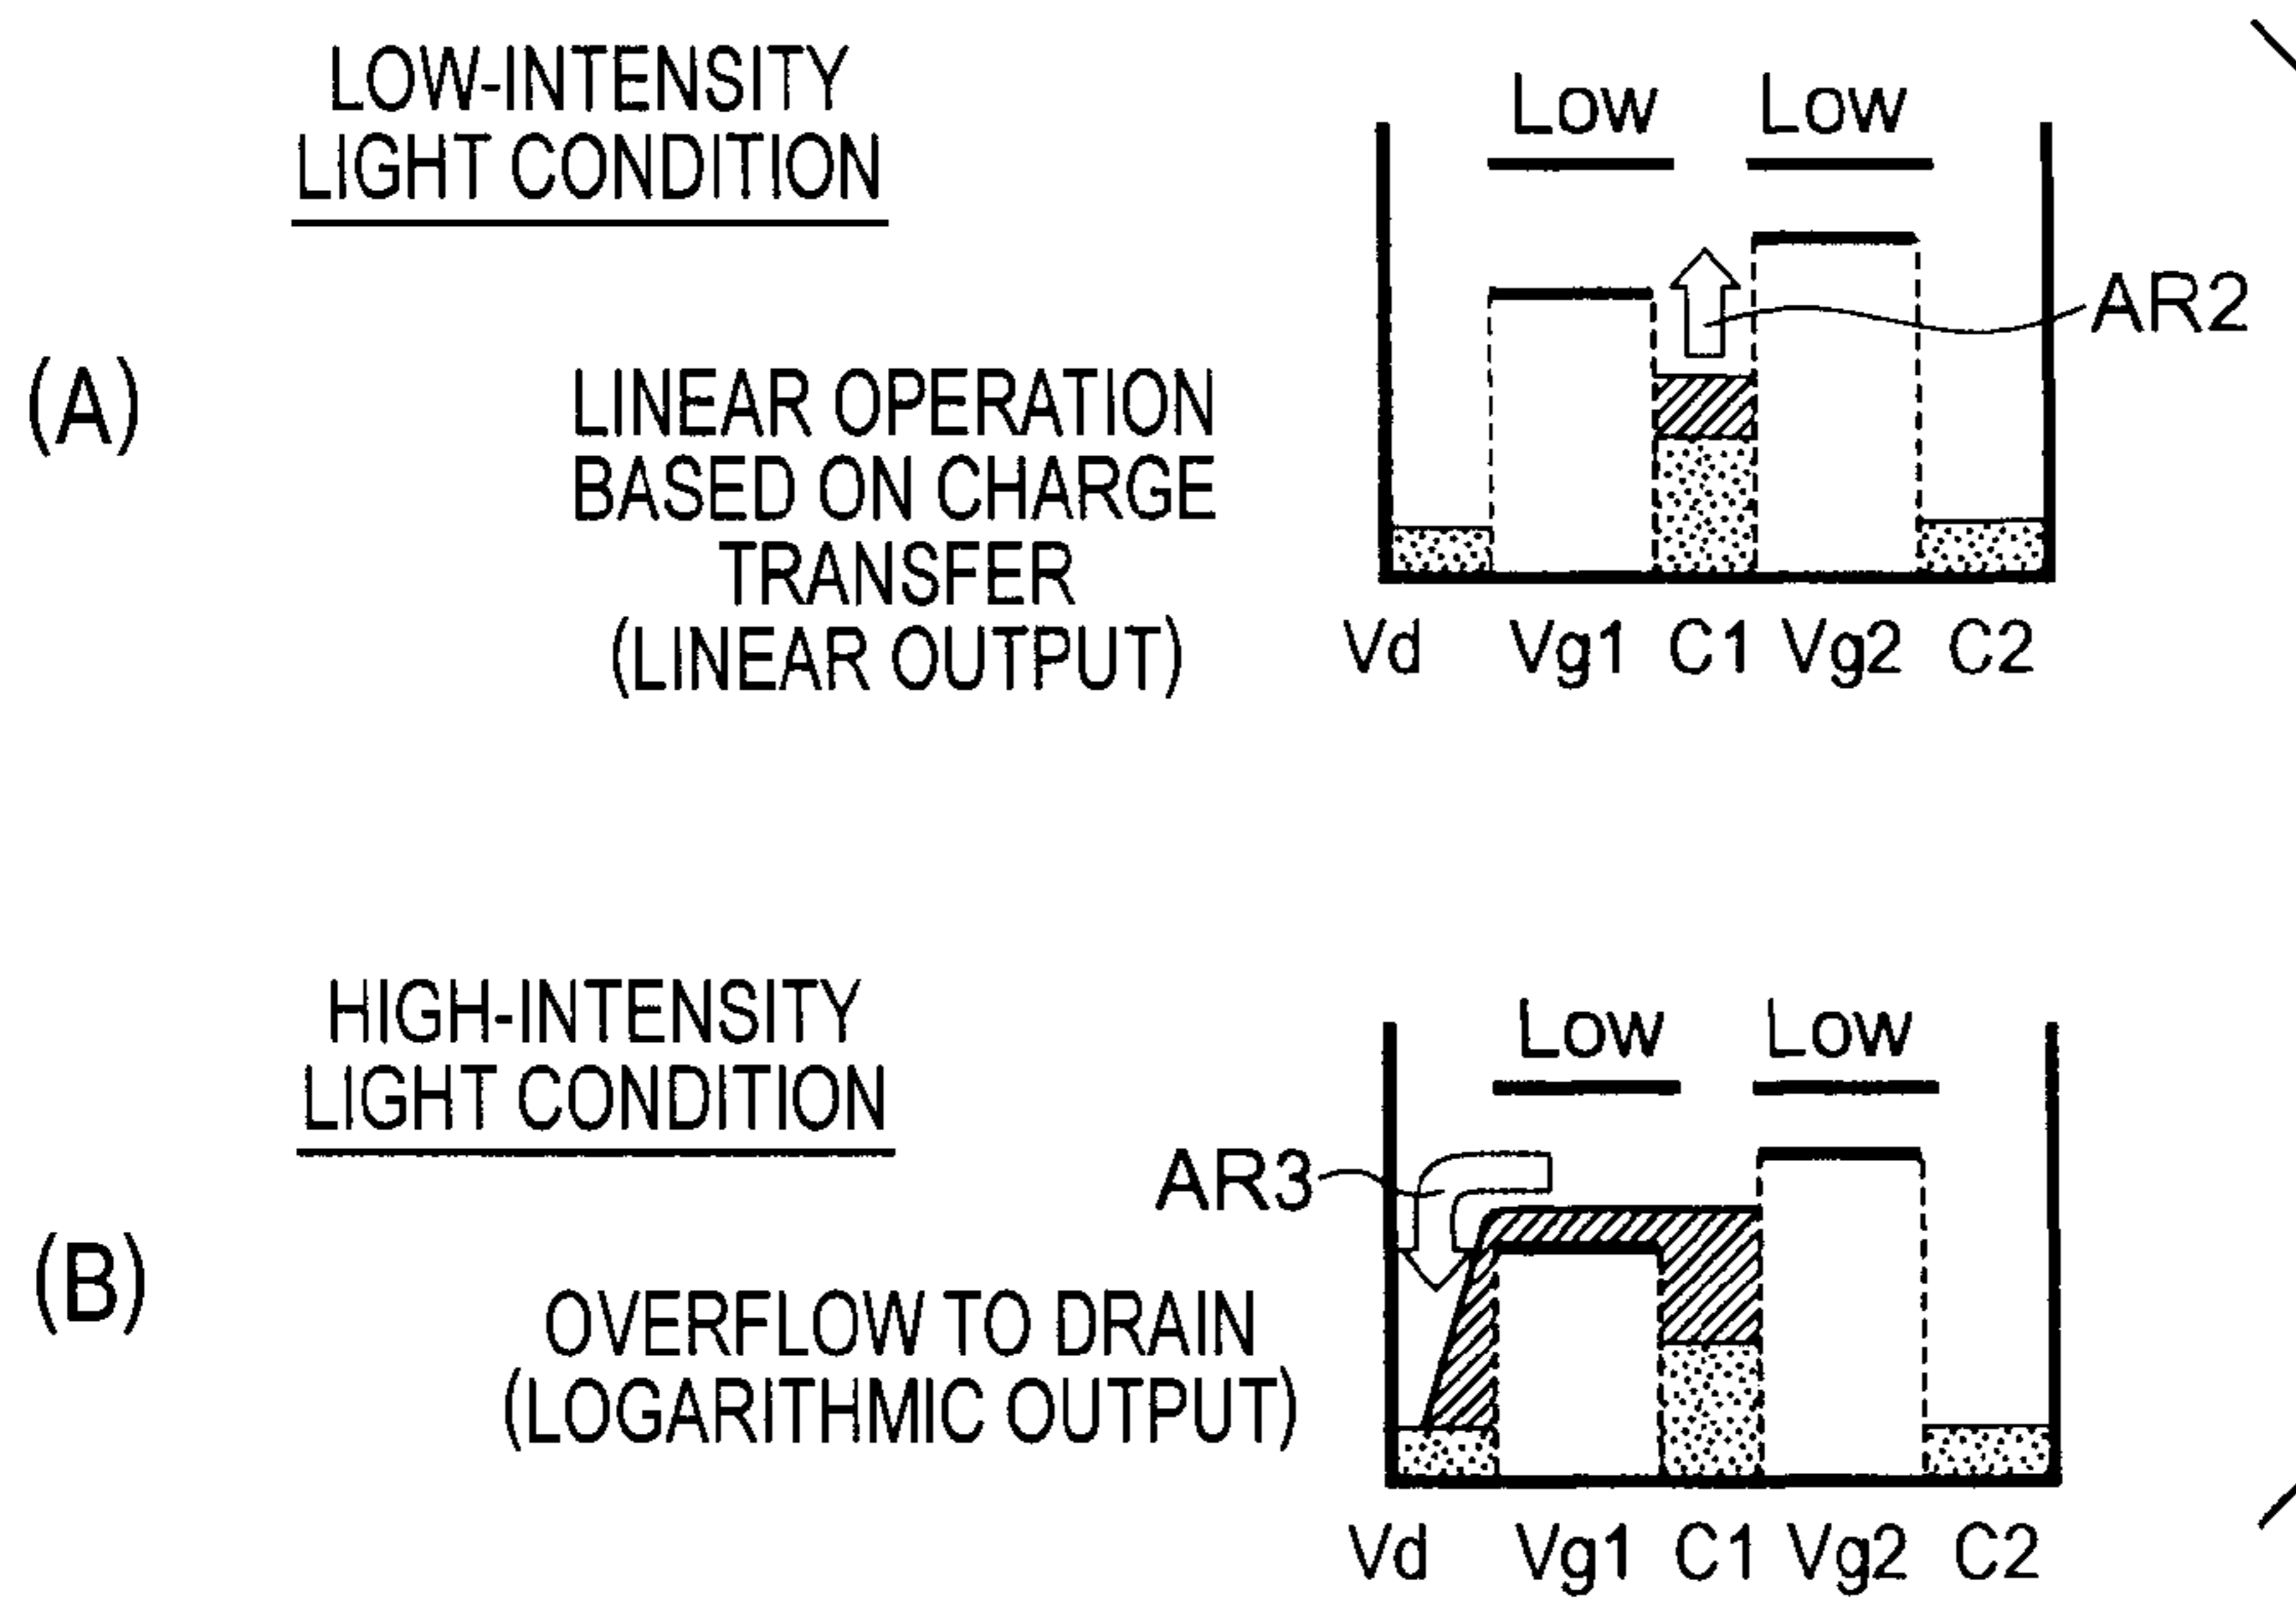 LOW-INTENSITY
LIGHT CONDITION
(A)
LINEAR OPERATION
BASED ON CHARGE
TRANSFER
(LINEAR OUTPUT)
Low Low
AR2
Vd Vg1 C1 Vg2 C2
HIGH-INTENSITY
LIGHT CONDITION
(B)
OVERFLOW TO DRAIN
(LOGARITHMIC OUTPUT)
Low Low
AR3
Vd Vg1 C1 Vg2 C2